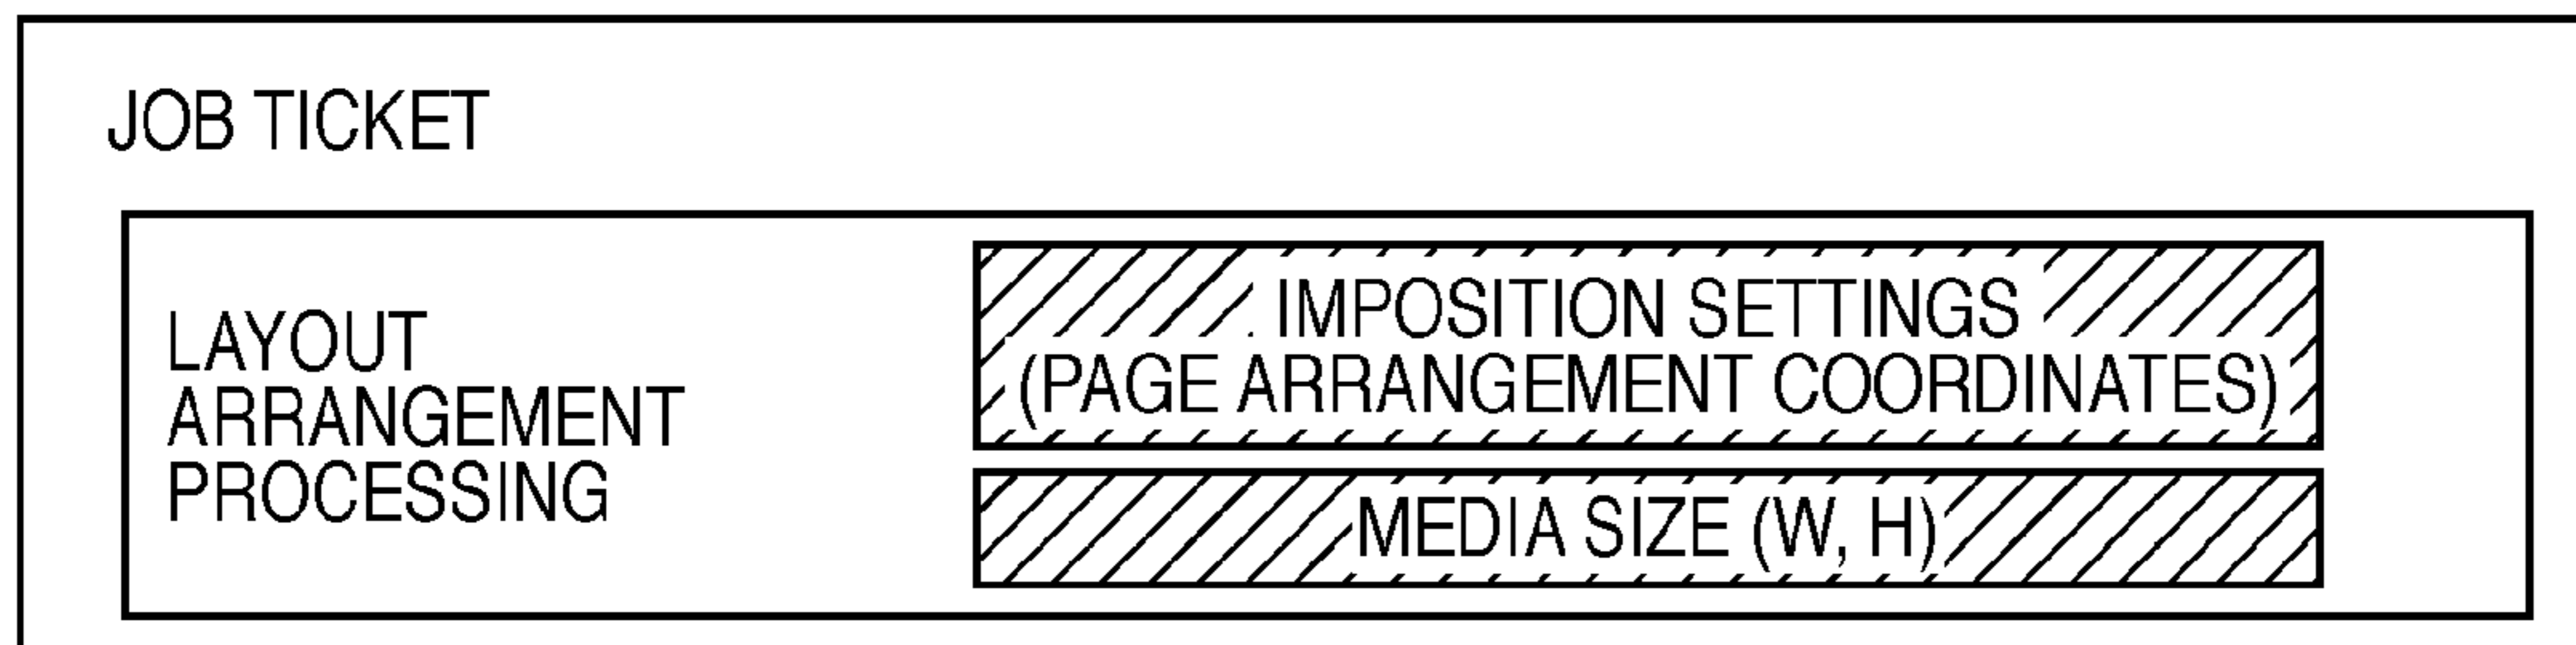 JOB TICKET
LAYOUT
ARRANGEMENT
PROCESSING
IMPOSITION SETTINGS
(PAGE ARRANGEMENT COORDINATES)
MEDIA SIZE (W, H)